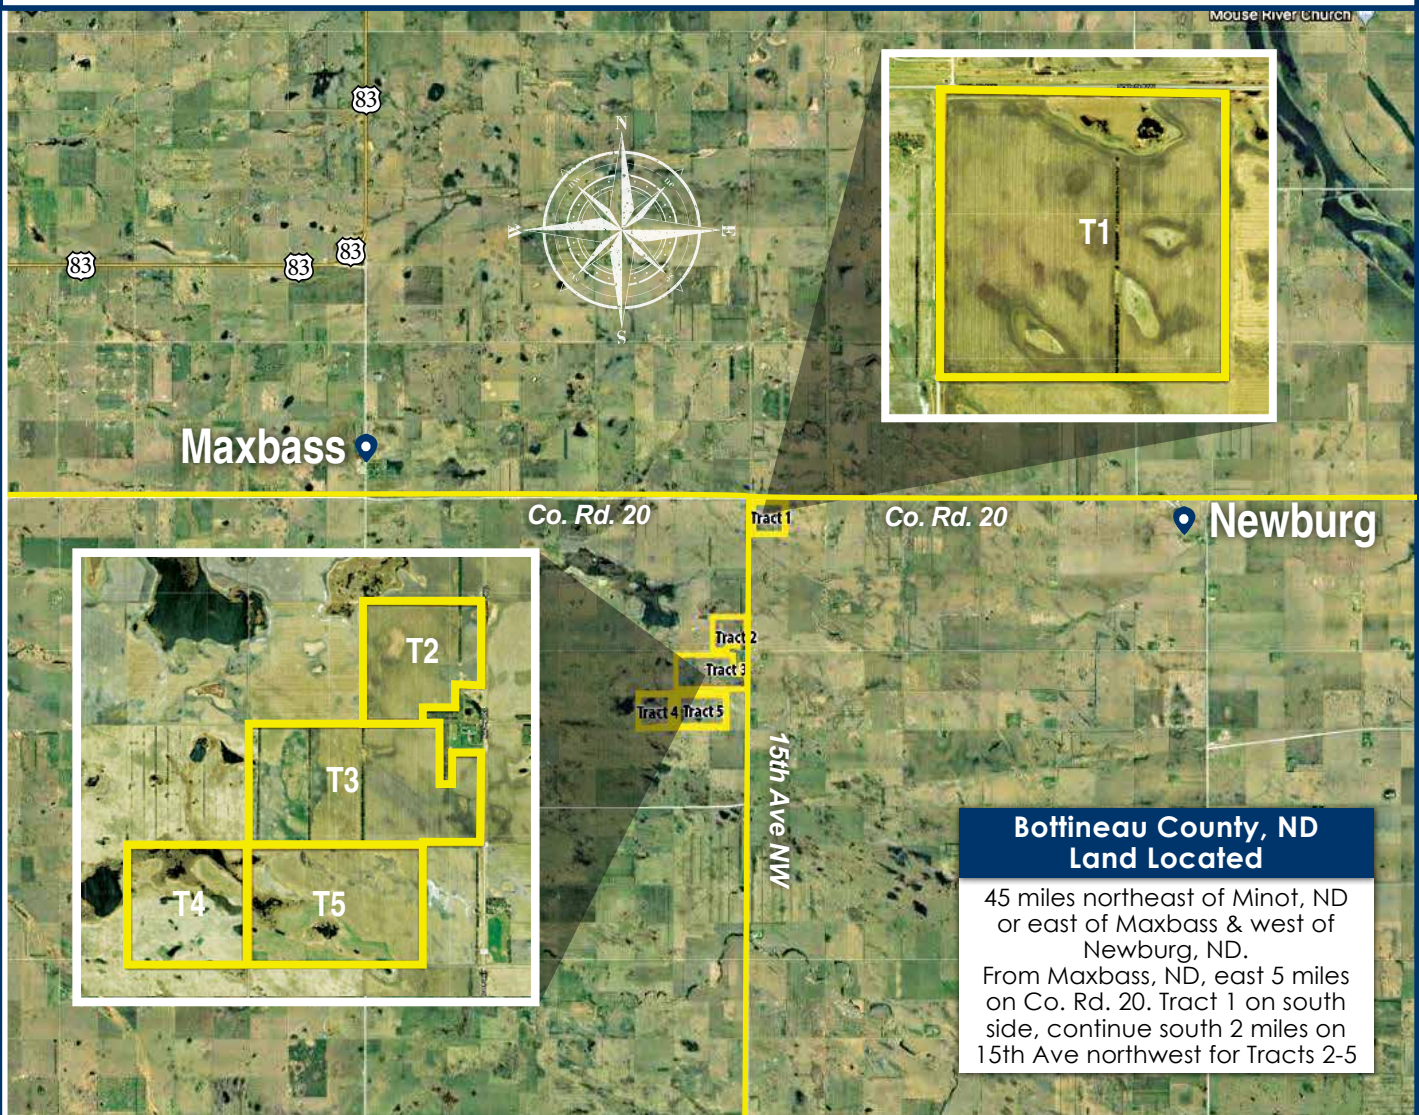 Mouse River Church
83
83
83
83
N
W
E
S
T1
Maxbass
Co. Rd. 20
Tract 1
Co. Rd. 20
Newburg
Tract 2
Tract 3
Tract 4
Tract 5
T2
T3
T4
T5
15th Ave NW
Bottineau County, ND
Land Located
45 miles northeast of Minot, ND
or east of Maxbass & west of
Newburg, ND.
From Maxbass, ND, east 5 miles
on Co. Rd. 20. Tract 1 on south
side, continue south 2 miles on
15th Ave northwest for Tracts 2-5